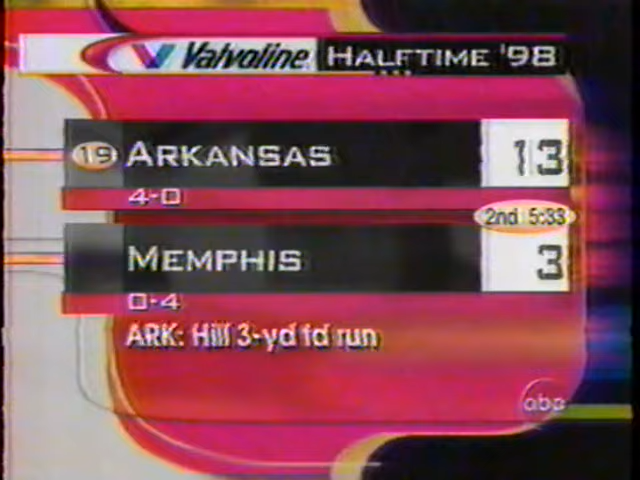 Valvoline HALFTIME '98
19 ARKANSAS 13
4-0
2nd 5:33
MEMPHIS 3
0-4
ARK: Hill 3-yd td run
abc